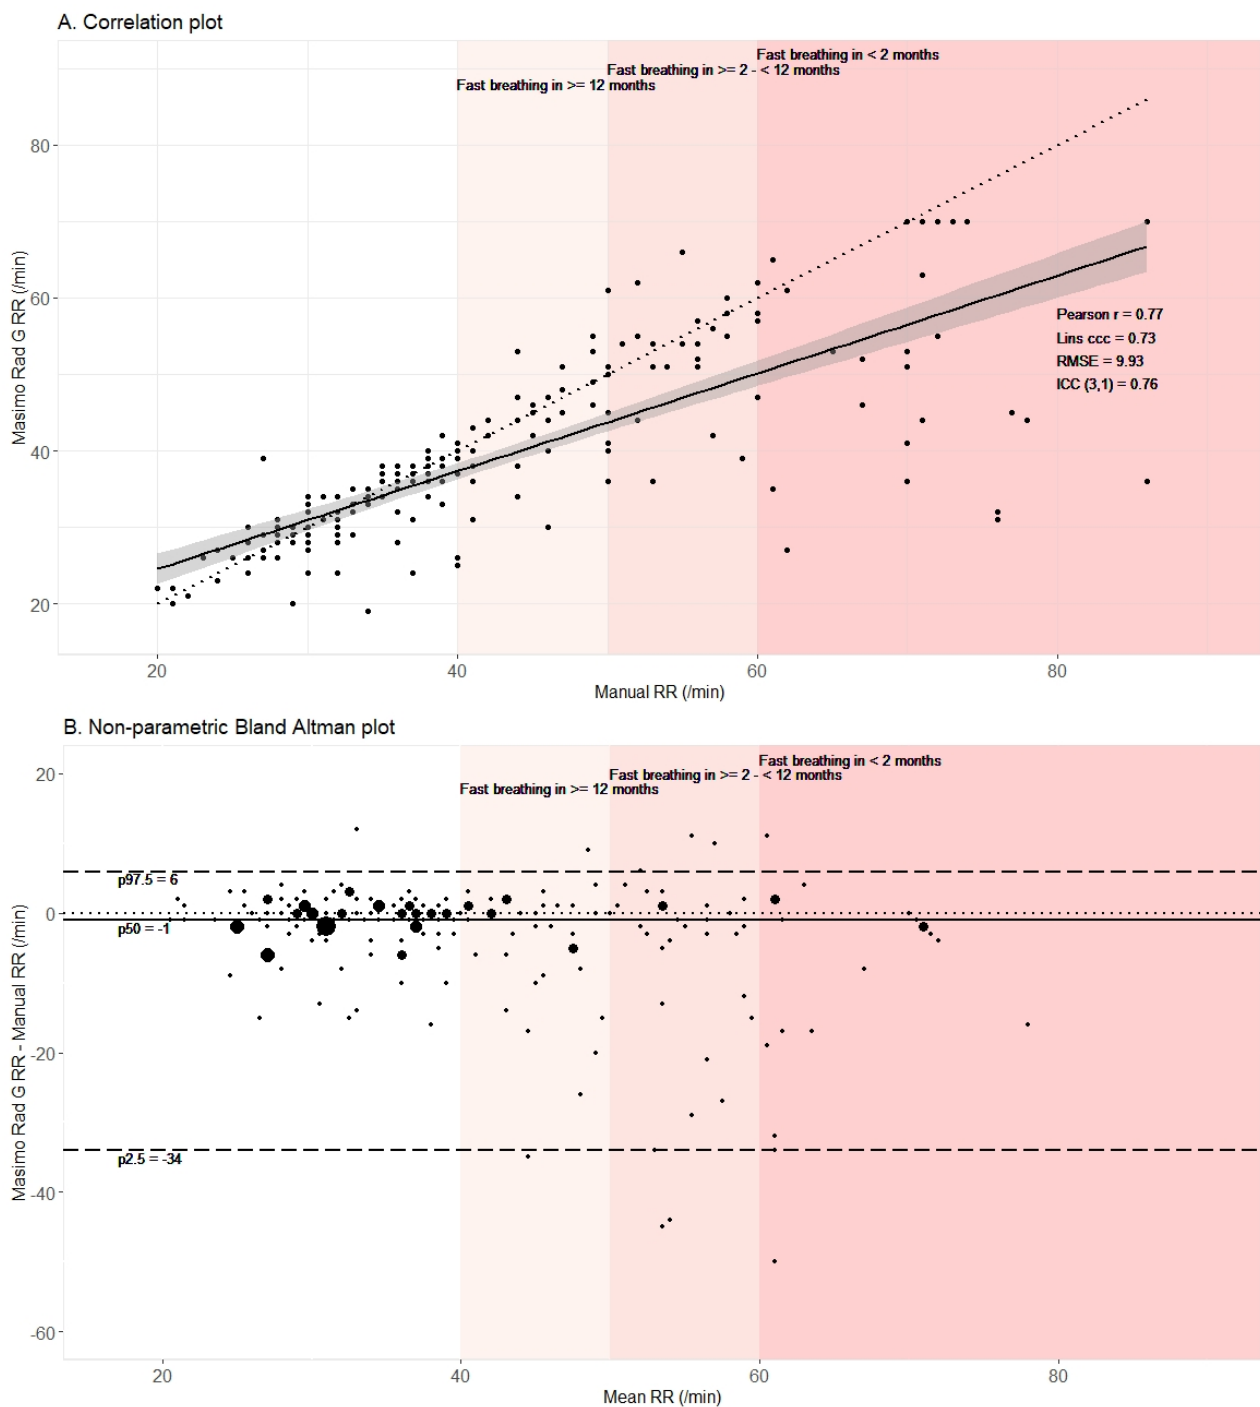 A. Correlation plot
Fast breathing in < 2 months
Fast breathing in >= 2 - < 12 months
Fast breathing in >= 12 months
80
60
40
20
Masimo Rad G RR (/min)
Pearson r = 0.77
Lins ccc = 0.73
RMSE = 9.93
ICC (3,1) = 0.76
20 40 60 80
Manual RR (/min)
B. Non-parametric Bland Altman plot
Fast breathing in < 2 months
Fast breathing in >= 2 - < 12 months
Fast breathing in >= 12 months
20
0
-20
-40
-60
Masimo Rad G RR - Manual RR (/min)
p97.5 = 6
p50 = -1
p2.5 = -34
20 40 60 80
Mean RR (/min)